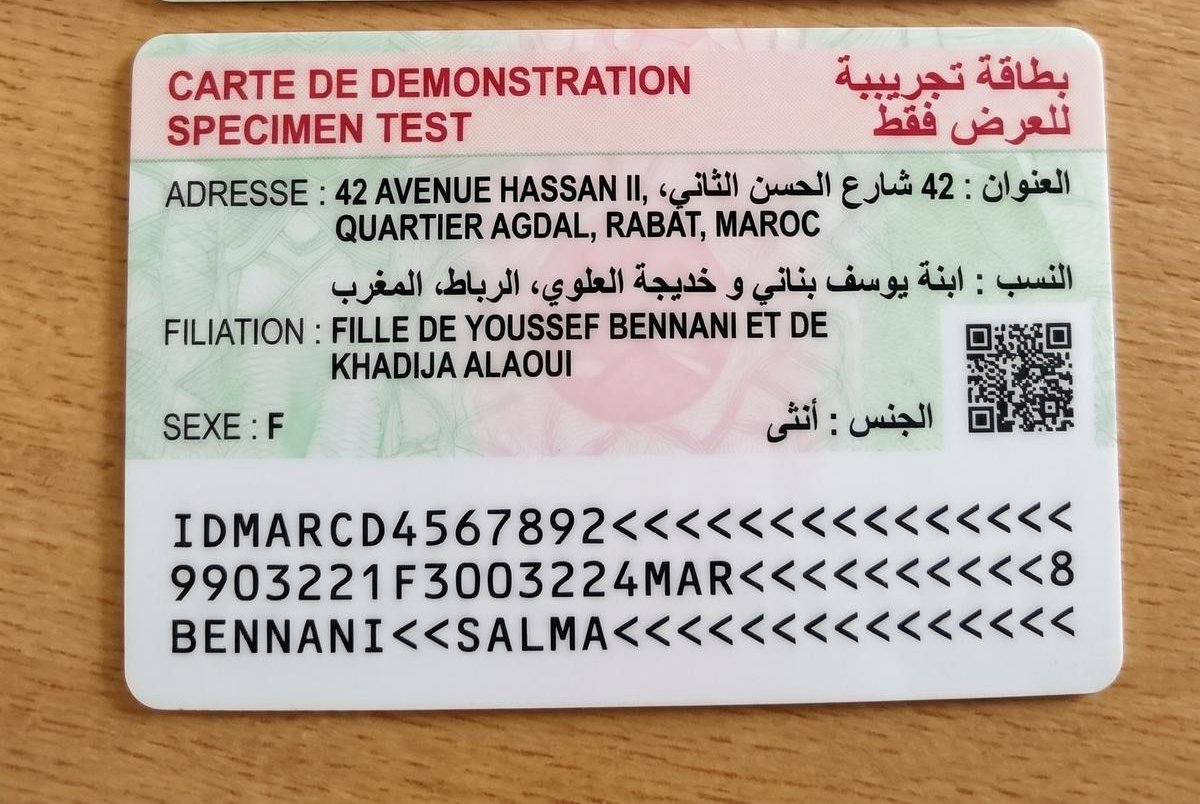 CARTE DE DEMONSTRATION
SPECIMEN TEST
بطاقة تجريبية
للعرض فقط
ADRESSE : 42 AVENUE HASSAN II,
العنوان : 42 شارع الحسن الثاني،
QUARTIER AGDAL, RABAT, MAROC
النسب : ابنة يوسف بناني و خديجة العلوي، الرباط، المغرب
FILIATION : FILLE DE YOUSSEF BENNANI ET DE
KHADIJA ALAOUI
SEXE : F
الجنس : أنثى
IDMARCD4567892<<<<<<<<<<<<<<<<
9903221F3003224MAR<<<<<<<<<<<8
BENNANI<<SALMA<<<<<<<<<<<<<<<<